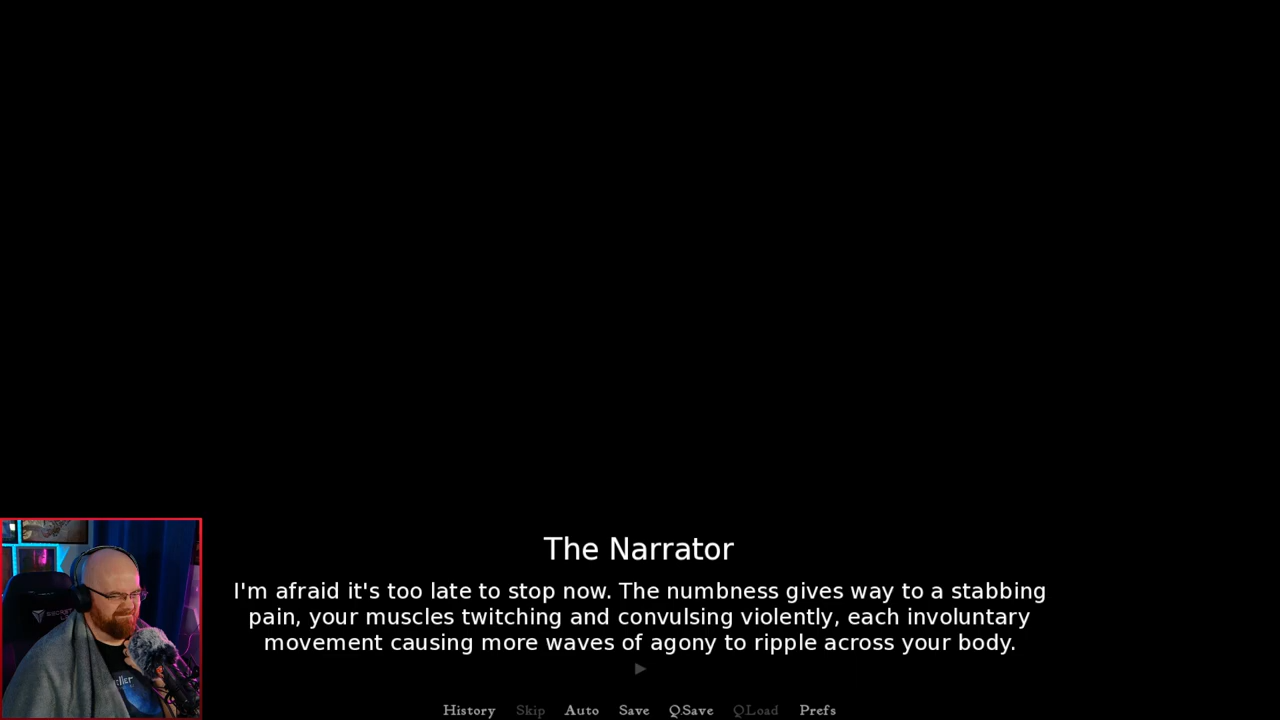 The Narrator
I'm afraid it's too late to stop now. The numbness gives way to a stabbing
pain, your muscles twitching and convulsing violently, each involuntary
movement causing more waves of agony to ripple across your body.
History Skip Auto Save Q.Save Q.Load Prefs